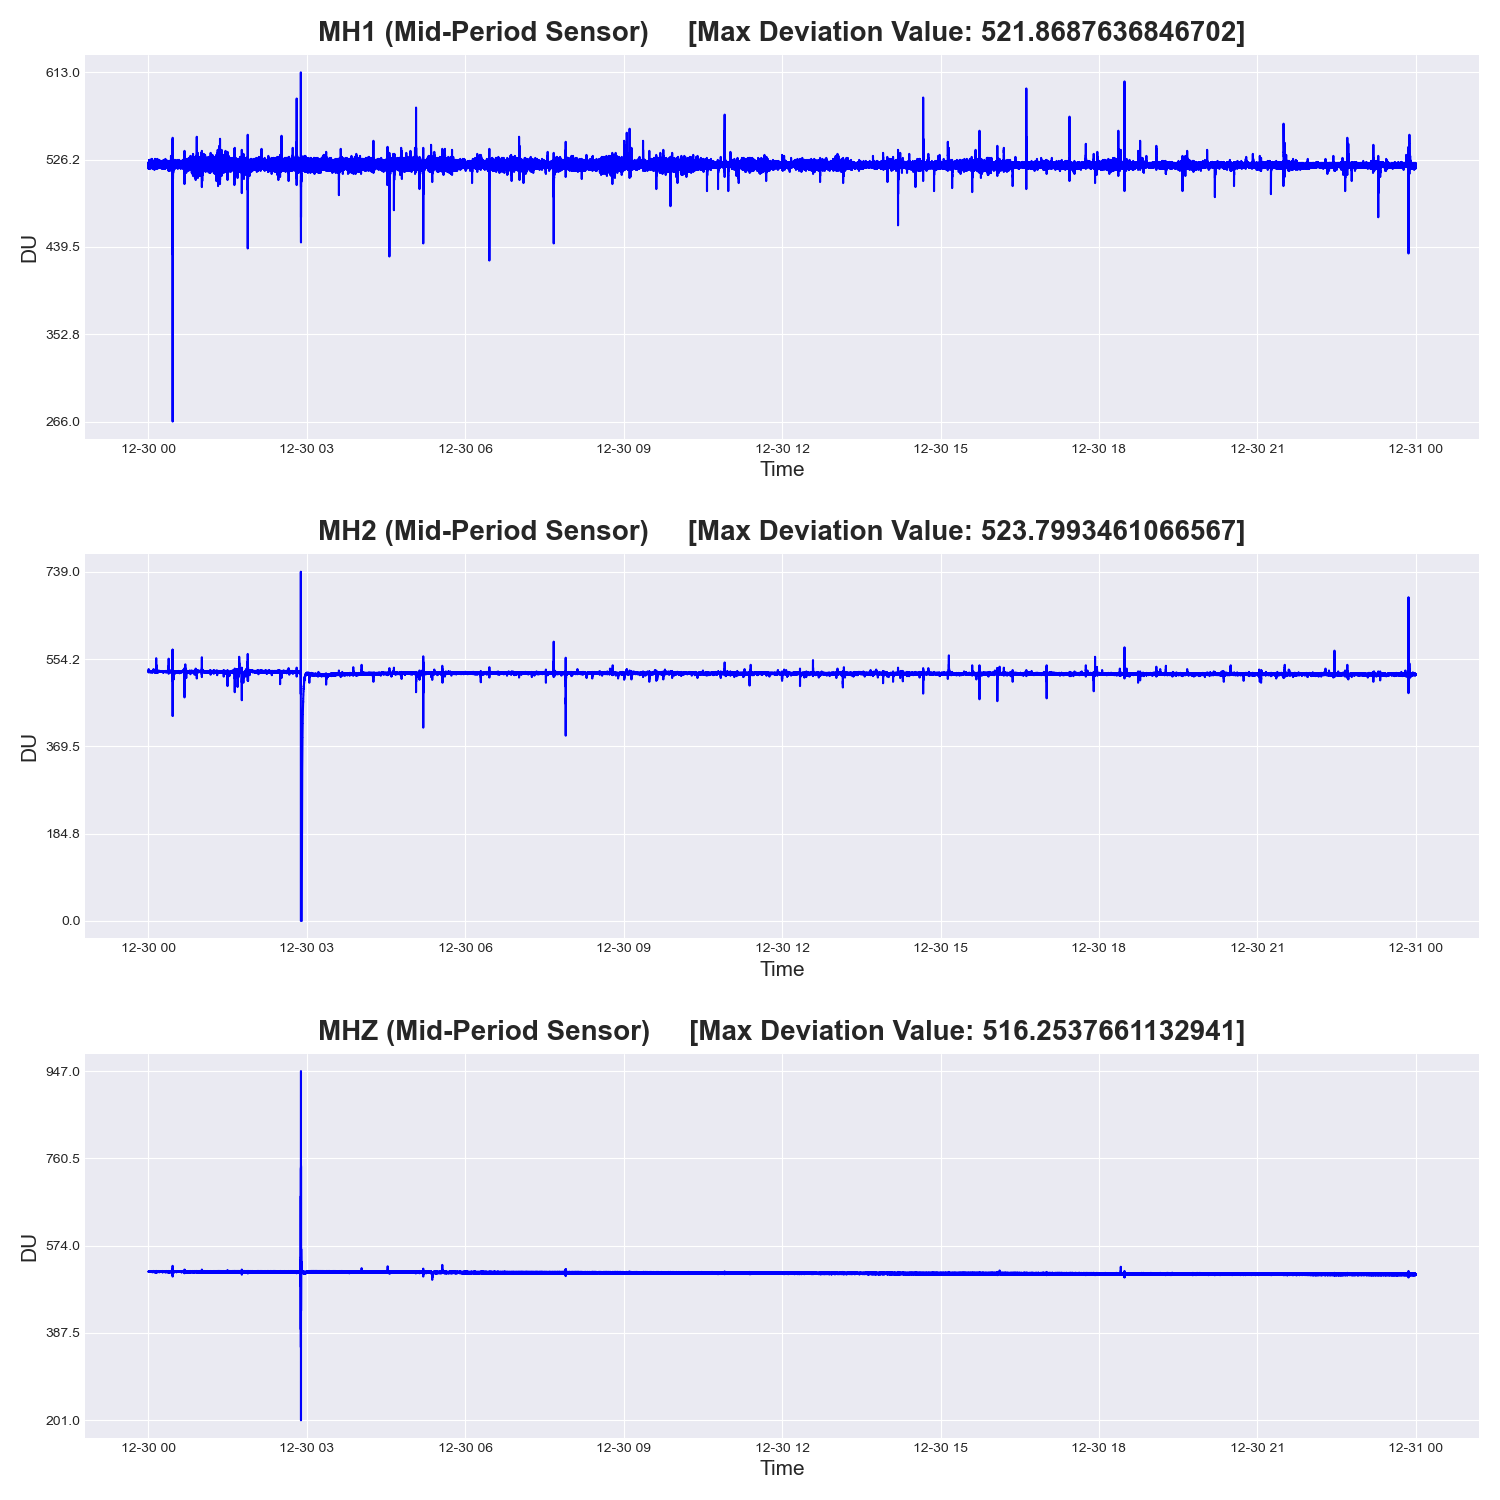 MH1 (Mid-Period Sensor) [Max Deviation Value: 521.8687636846702]
613.0
526.2
439.5
352.8
266.0
DU
12-30 00 12-30 03 12-30 06 12-30 09 12-30 12 12-30 15 12-30 18 12-30 21 12-31 00
Time
MH2 (Mid-Period Sensor) [Max Deviation Value: 523.7993461066567]
739.0
554.2
369.5
184.8
0.0
DU
12-30 00 12-30 03 12-30 06 12-30 09 12-30 12 12-30 15 12-30 18 12-30 21 12-31 00
Time
MHZ (Mid-Period Sensor) [Max Deviation Value: 516.2537661132941]
947.0
760.5
574.0
387.5
201.0
DU
12-30 00 12-30 03 12-30 06 12-30 09 12-30 12 12-30 15 12-30 18 12-30 21 12-31 00
Time